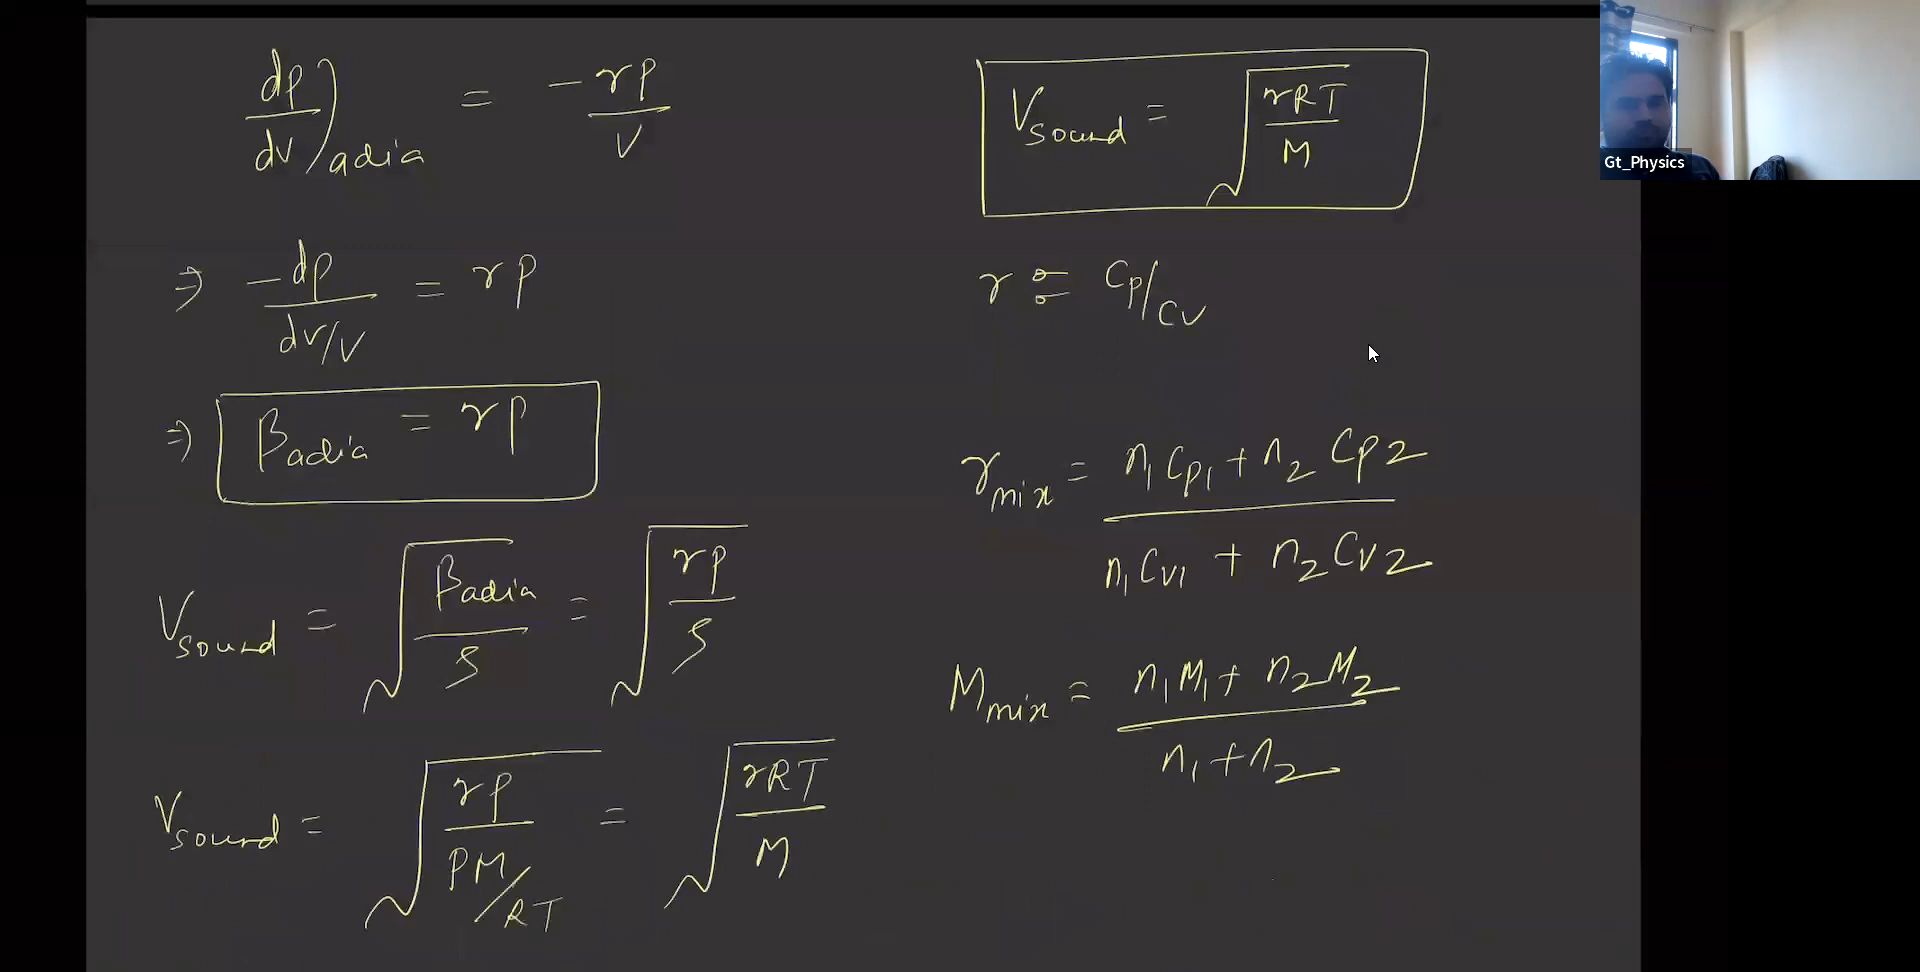 dp/dv)adia = -γP/V
⇒ -dp/(dv/V) = γP
⇒ βadia = γP
Vsound = √(βadia/ρ) = √(γP/ρ)
Vsound = √(γP/(PM/RT)) = √(γRT/M)
Vsound = √(γRT/M)
γ = Cp/Cv
γmix = (n1Cp1 + n2Cp2)/(n1Cv1 + n2Cv2)
Mmix = (n1M1 + n2M2)/(n1+n2)
Gt_Physics